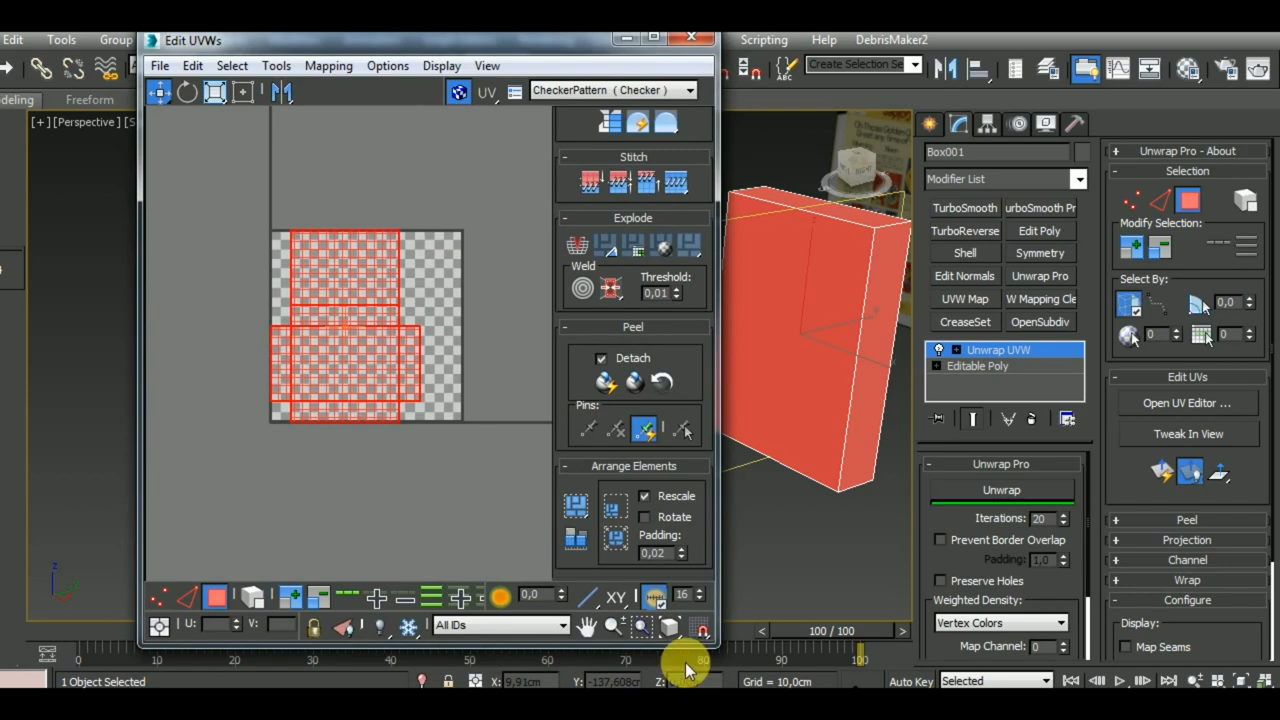 Edit Tools Group
Edit UVWs
Scripting Help DebrisMaker2
File Edit Select Tools Mapping Options Display View
Create Selection Se
UV
CheckerPattern ( Checker )
deling Freeform
[+] [Perspective] [S
Box001
Modifier List
TurboSmooth urboSmooth Pr
TurboReverse Edit Poly
Shell Symmetry
Edit Normals Unwrap Pro
UVW Map W Mapping Cle
CreaseSet OpenSubdiv
Unwrap UVW
Editable Poly
Unwrap Pro
Unwrap
Iterations: 20
Prevent Border Overlap
Padding: 1,0
Preserve Holes
Weighted Density:
Vertex Colors
Map Channel: 0
Unwrap Pro - About
Selection
Modify Selection:
Select By:
0,0
0 0
Edit UVs
Open UV Editor ...
Tweak In View
Peel
Projection
Channel
Wrap
Configure
Display:
Map Seams
Stitch
Explode
Weld
Threshold:
0,01
Peel
Detach
Pins:
Arrange Elements
Rescale
Rotate
Padding:
0,02
0,0 XY 16
U: V: All IDs
100 / 100
0 10 20 30 40 50 60 70 80 90 100
1 Object Selected X: 9,91cm Y: -137,608cm Z: Grid = 10,0cm Auto Key Selected